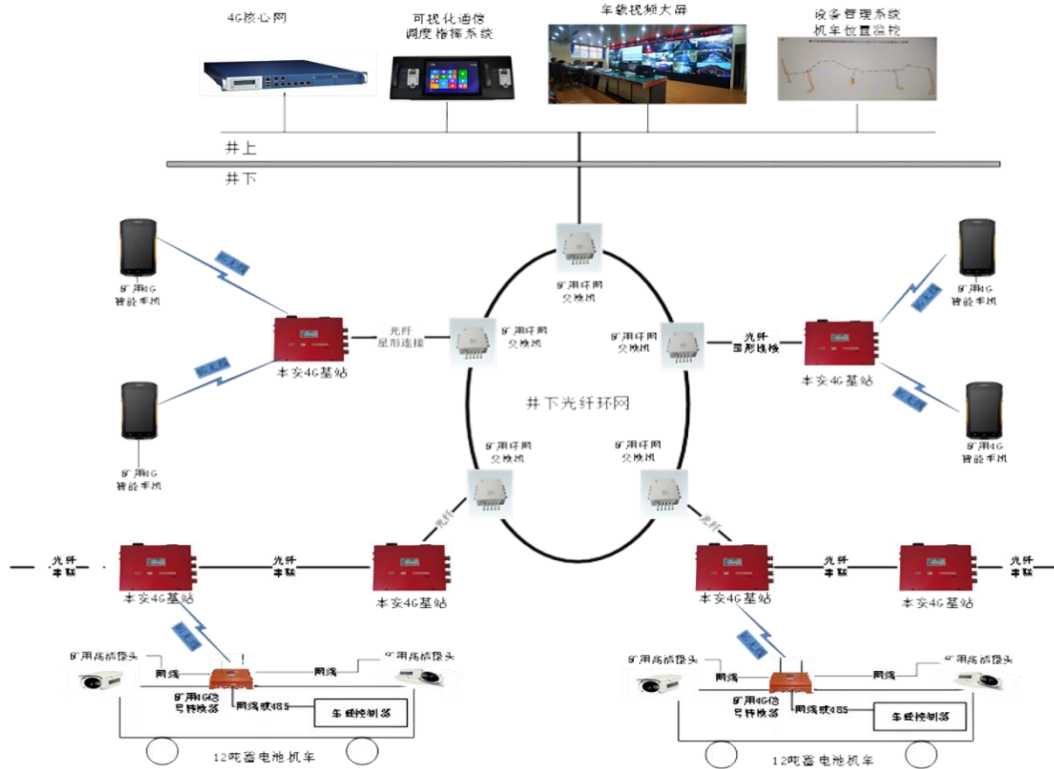 4G核心网
可视化通信
调度指挥系统
车载视频大屏
设备管理系统
机车位置监控
井上
井下
矿用4G
智能手机
矿用4G
智能手机
矿用环网
交换机
光纤
星形连接
矿用环网
交换机
矿用环网
交换机
光纤
星形连接
本安4G基站
本安4G基站
井下光纤环网
矿用4G
智能手机
矿用4G
智能手机
矿用环网
交换机
矿用环网
交换机
光纤
光纤
光纤
串联
光纤
串联
光纤
串联
光纤
串联
本安4G基站
本安4G基站
本安4G基站
本安4G基站
矿用高清摄头
矿用高清摄头
网线
网线
矿用4G信
号转换器
网线或485
车载控制器
12吨蓄电池机车
矿用高清摄头
矿用高清摄头
网线
网线
矿用4G信
号转换器
网线或485
车载控制器
12吨蓄电池机车